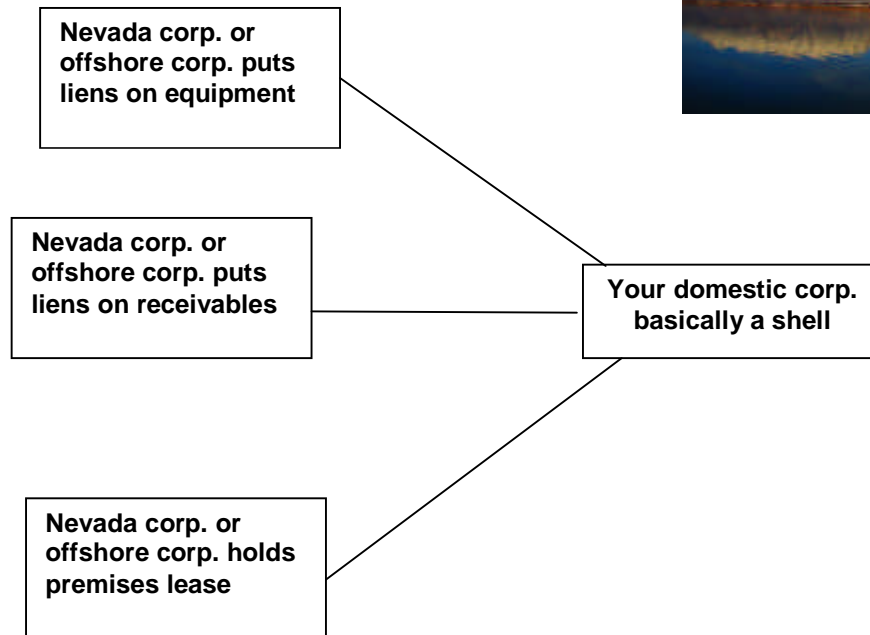 Nevada corp. or
offshore corp. puts
liens on equipment
Nevada corp. or
offshore corp. puts
liens on receivables
Your domestic corp.
basically a shell
Nevada corp. or
offshore corp. holds
premises lease